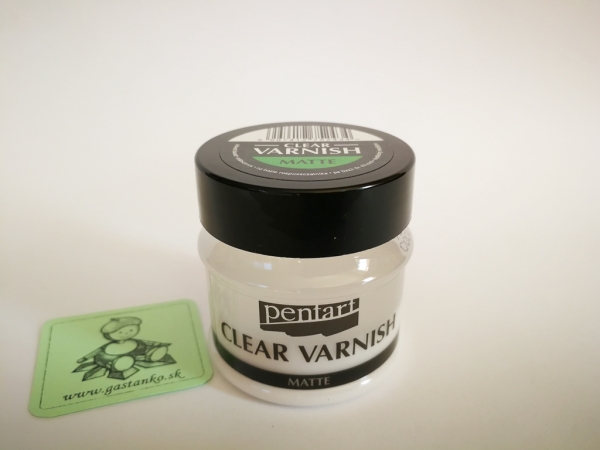 CLEAR
VARNISH
MATTE
pentart
CLEAR VARNISH
MATTE
www.gastanko.sk